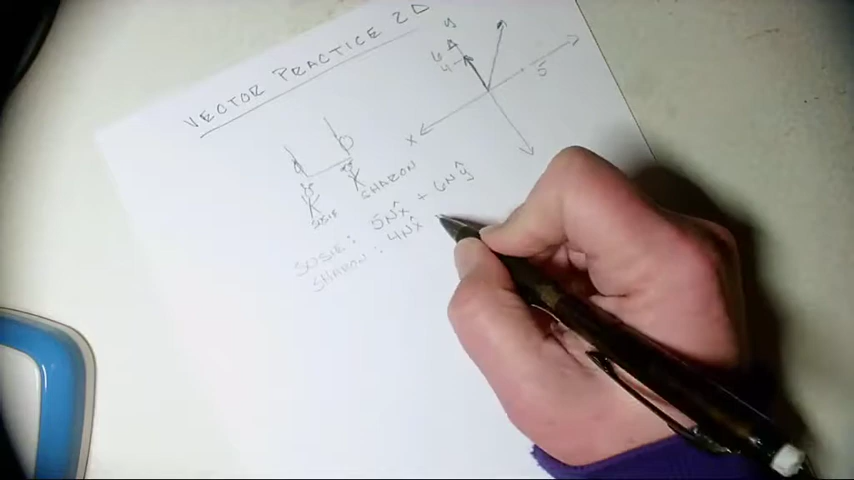 VECTOR PRACTICE 2D
y
6
4
5
x
SHARON
SUSIE
SUSIE: 5Nx̂ + 6Nŷ
SHARON: 4Nx̂